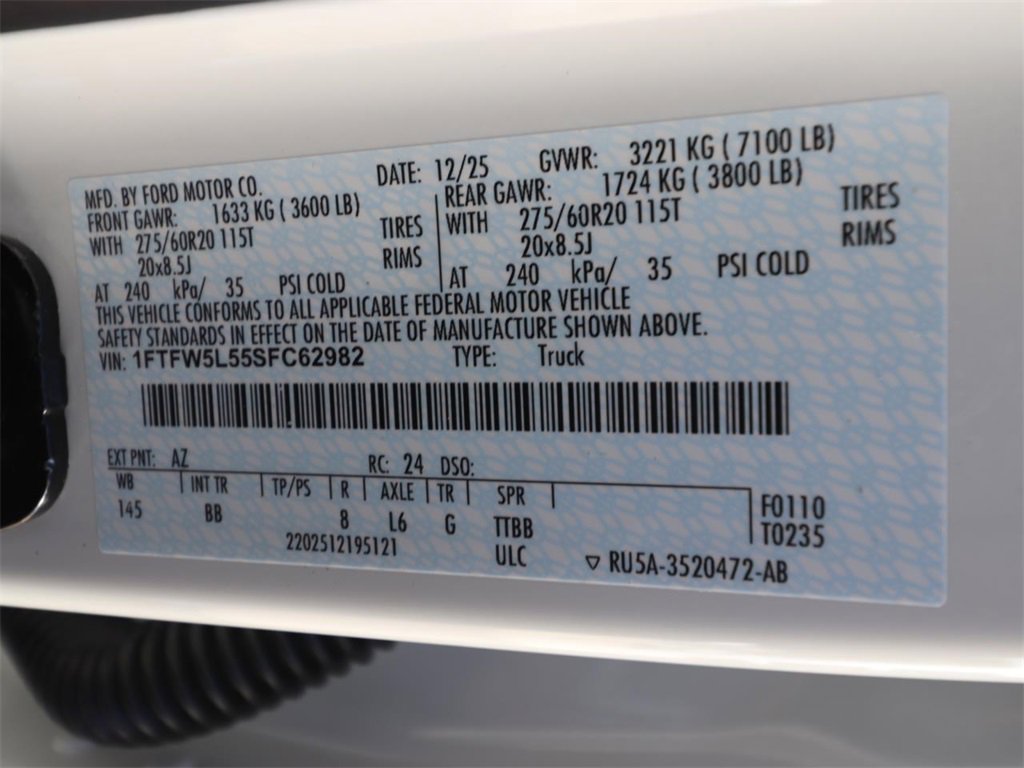 MFD. BY FORD MOTOR CO. DATE: 12/25 GVWR: 3221 KG ( 7100 LB)
FRONT GAWR: 1633 KG ( 3600 LB) REAR GAWR: 1724 KG ( 3800 LB)
WITH 275/60R20 115T TIRES WITH 275/60R20 115T TIRES
20x8.5J RIMS 20x8.5J RIMS
AT 240 kPa/ 35 PSI COLD AT 240 kPa/ 35 PSI COLD
THIS VEHICLE CONFORMS TO ALL APPLICABLE FEDERAL MOTOR VEHICLE
SAFETY STANDARDS IN EFFECT ON THE DATE OF MANUFACTURE SHOWN ABOVE.
VIN: 1FTFW5L55SFC62982 TYPE: Truck
EXT PNT: AZ RC: 24 DSO:
WB INT TR TP/PS R AXLE TR SPR F0110
145 BB 8 L6 G TTBB T0235
2202512195121 ULC ▽ RU5A-3520472-AB